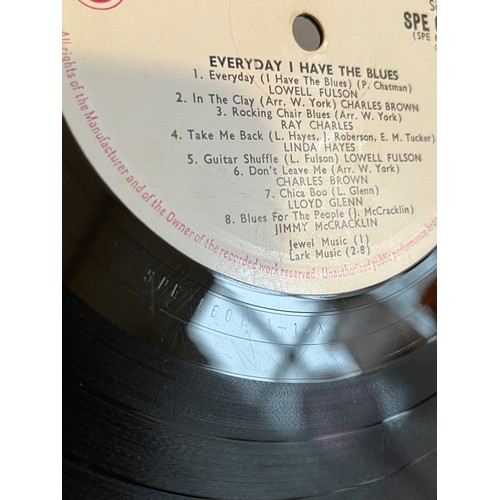 SPE
(SPE
EVERYDAY I HAVE THE BLUES
1. Everyday (I Have The Blues) (P. Chatman)
LOWELL FULSON
2. In The Clay (Arr. W. York) CHARLES BROWN
3. Rocking Chair Blues (Arr. W. York)
RAY CHARLES
4. Take Me Back (L. Hayes, J. Roberson, E. M. Tucker)
LINDA HAYES
5. Guitar Shuffle (L. Fulson) LOWELL FULSON
6. Don't Leave Me (Arr. W. York)
CHARLES BROWN
7. Chica Boo (L. Glenn)
LLOYD GLENN
8. Blues For The People (J. McCracklin)
JIMMY McCRACKLIN
Jewel Music (1)
Lark Music (2-8)
All rights of the Manufacturer and of the Owner of the recorded work reserved · Unauthorised public performance
SPE